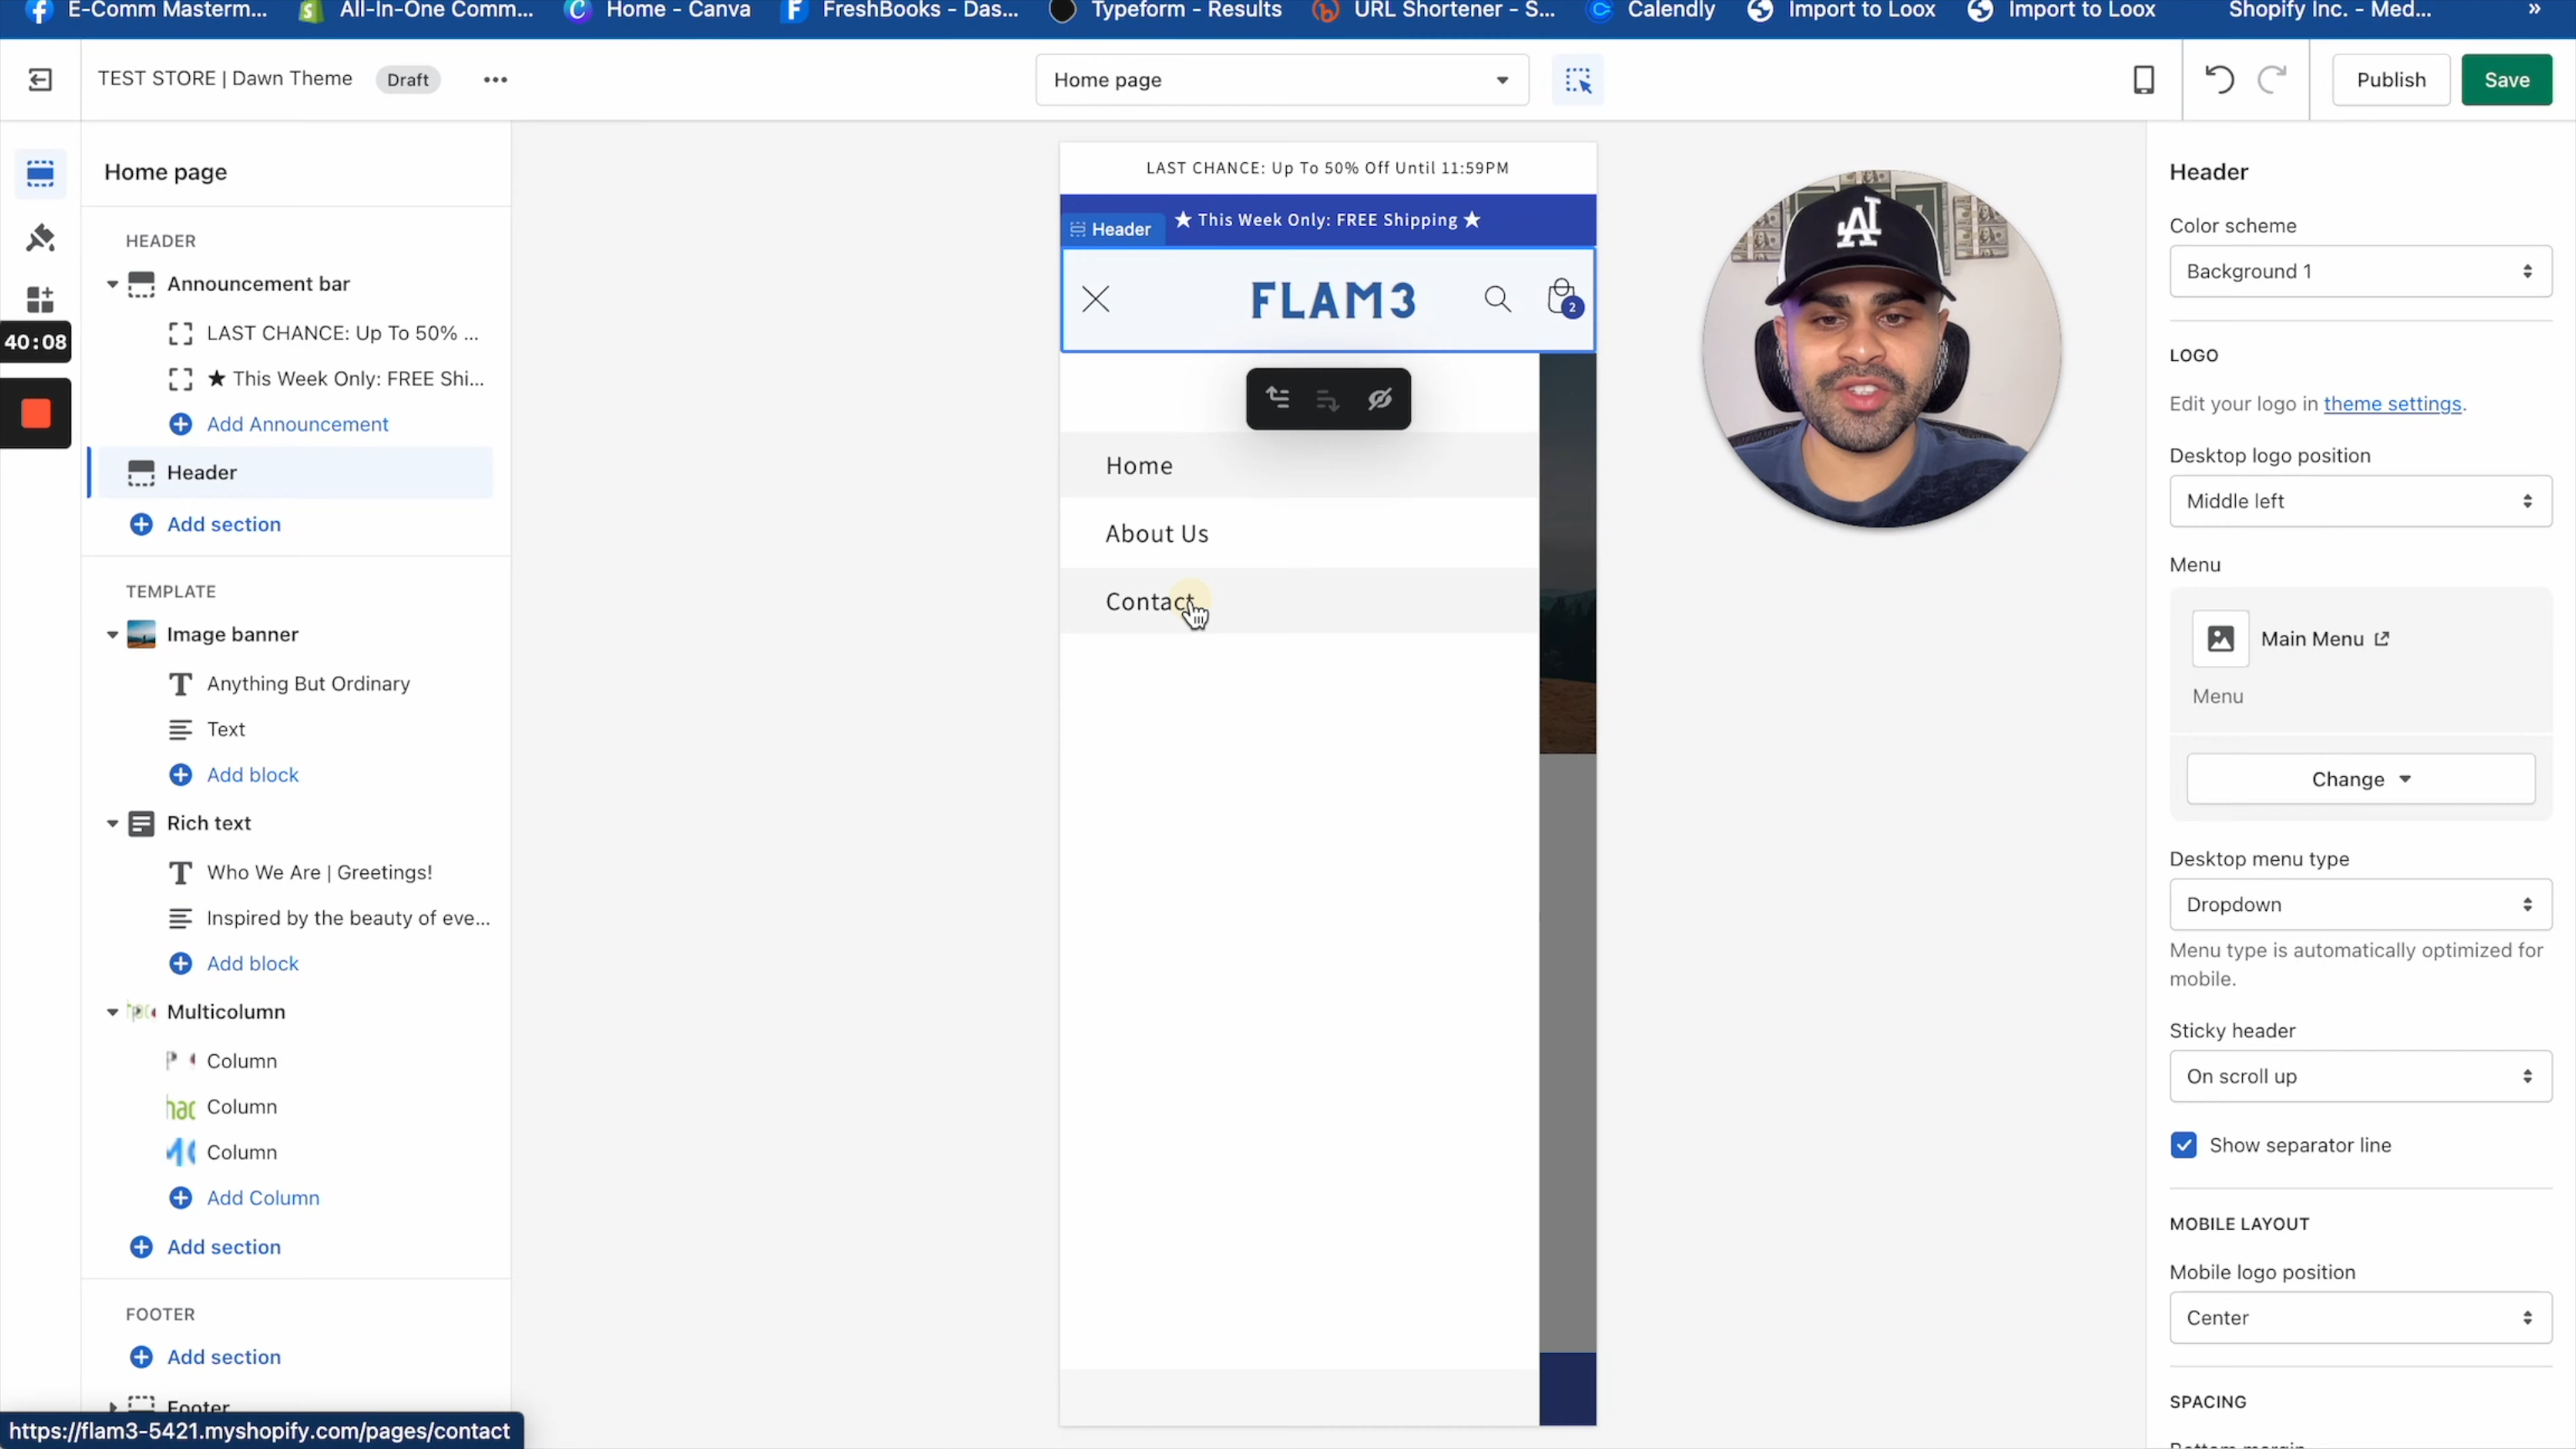 E-Comm Masterm...
All-In-One Comm...
Home - Canva
FreshBooks - Das...
Typeform - Results
URL Shortener - S...
Calendly
Import to Loox
Import to Loox
Shopify Inc. - Med...
»
TEST STORE | Dawn Theme
Draft
Home page
Publish
Save
Home page
HEADER
Announcement bar
LAST CHANCE: Up To 50% ...
★ This Week Only: FREE Shi...
Add Announcement
Header
Add section
TEMPLATE
Image banner
Anything But Ordinary
Text
Add block
Rich text
Who We Are | Greetings!
Inspired by the beauty of eve...
Add block
Multicolumn
Column
Column
Column
Add Column
Add section
FOOTER
Add section
Footer
https://flam3-5421.myshopify.com/pages/contact
40:08
LAST CHANCE: Up To 50% Off Until 11:59PM
Header
★ This Week Only: FREE Shipping ★
FLAM3
2
Home
About Us
Contact
Header
Color scheme
Background 1
LOGO
Edit your logo in theme settings.
Desktop logo position
Middle left
Menu
Main Menu
Menu
Change
Desktop menu type
Dropdown
Menu type is automatically optimized for
mobile.
Sticky header
On scroll up
Show separator line
MOBILE LAYOUT
Mobile logo position
Center
SPACING